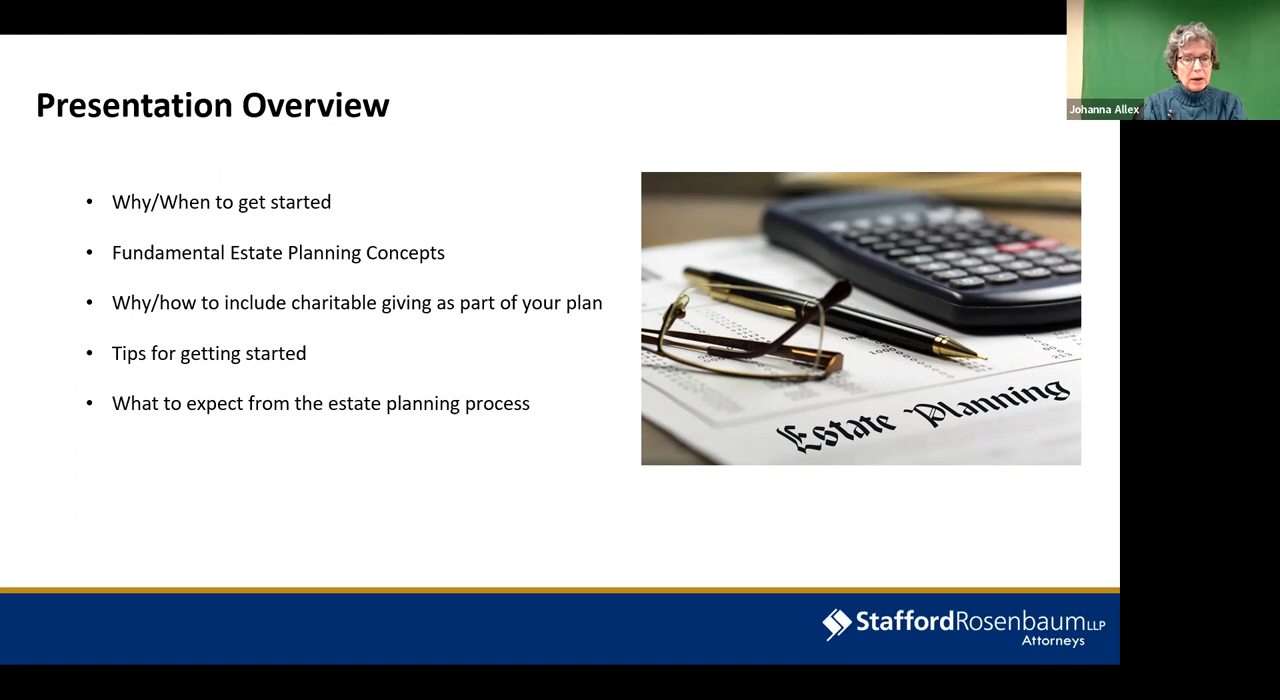 Presentation Overview
Johanna Allex
• Why/When to get started
• Fundamental Estate Planning Concepts
• Why/how to include charitable giving as part of your plan
• Tips for getting started
• What to expect from the estate planning process
Estate Planning
StaffordRosenbaum LLP
Attorneys